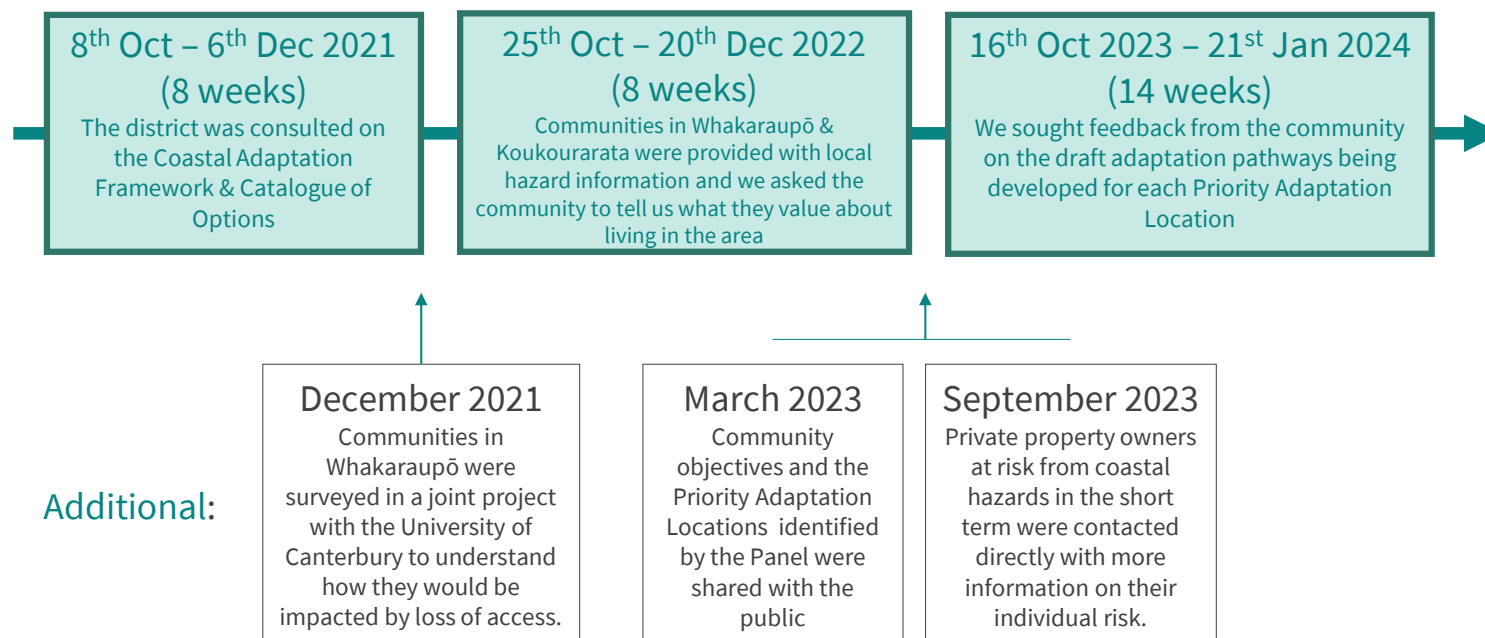 8th Oct – 6th Dec 2021
(8 weeks)
The district was consulted on
the Coastal Adaptation
Framework & Catalogue of
Options
25th Oct – 20th Dec 2022
(8 weeks)
Communities in Whakaraupō &
Koukourarata were provided with local
hazard information and we asked the
community to tell us what they value about
living in the area
16th Oct 2023 – 21st Jan 2024
(14 weeks)
We sought feedback from the community
on the draft adaptation pathways being
developed for each Priority Adaptation
Location
Additional:
December 2021
Communities in
Whakaraupō were
surveyed in a joint project
with the University of
Canterbury to understand
how they would be
impacted by loss of access.
March 2023
Community
objectives and the
Priority Adaptation
Locations identified
by the Panel were
shared with the
public
September 2023
Private property owners
at risk from coastal
hazards in the short
term were contacted
directly with more
information on their
individual risk.